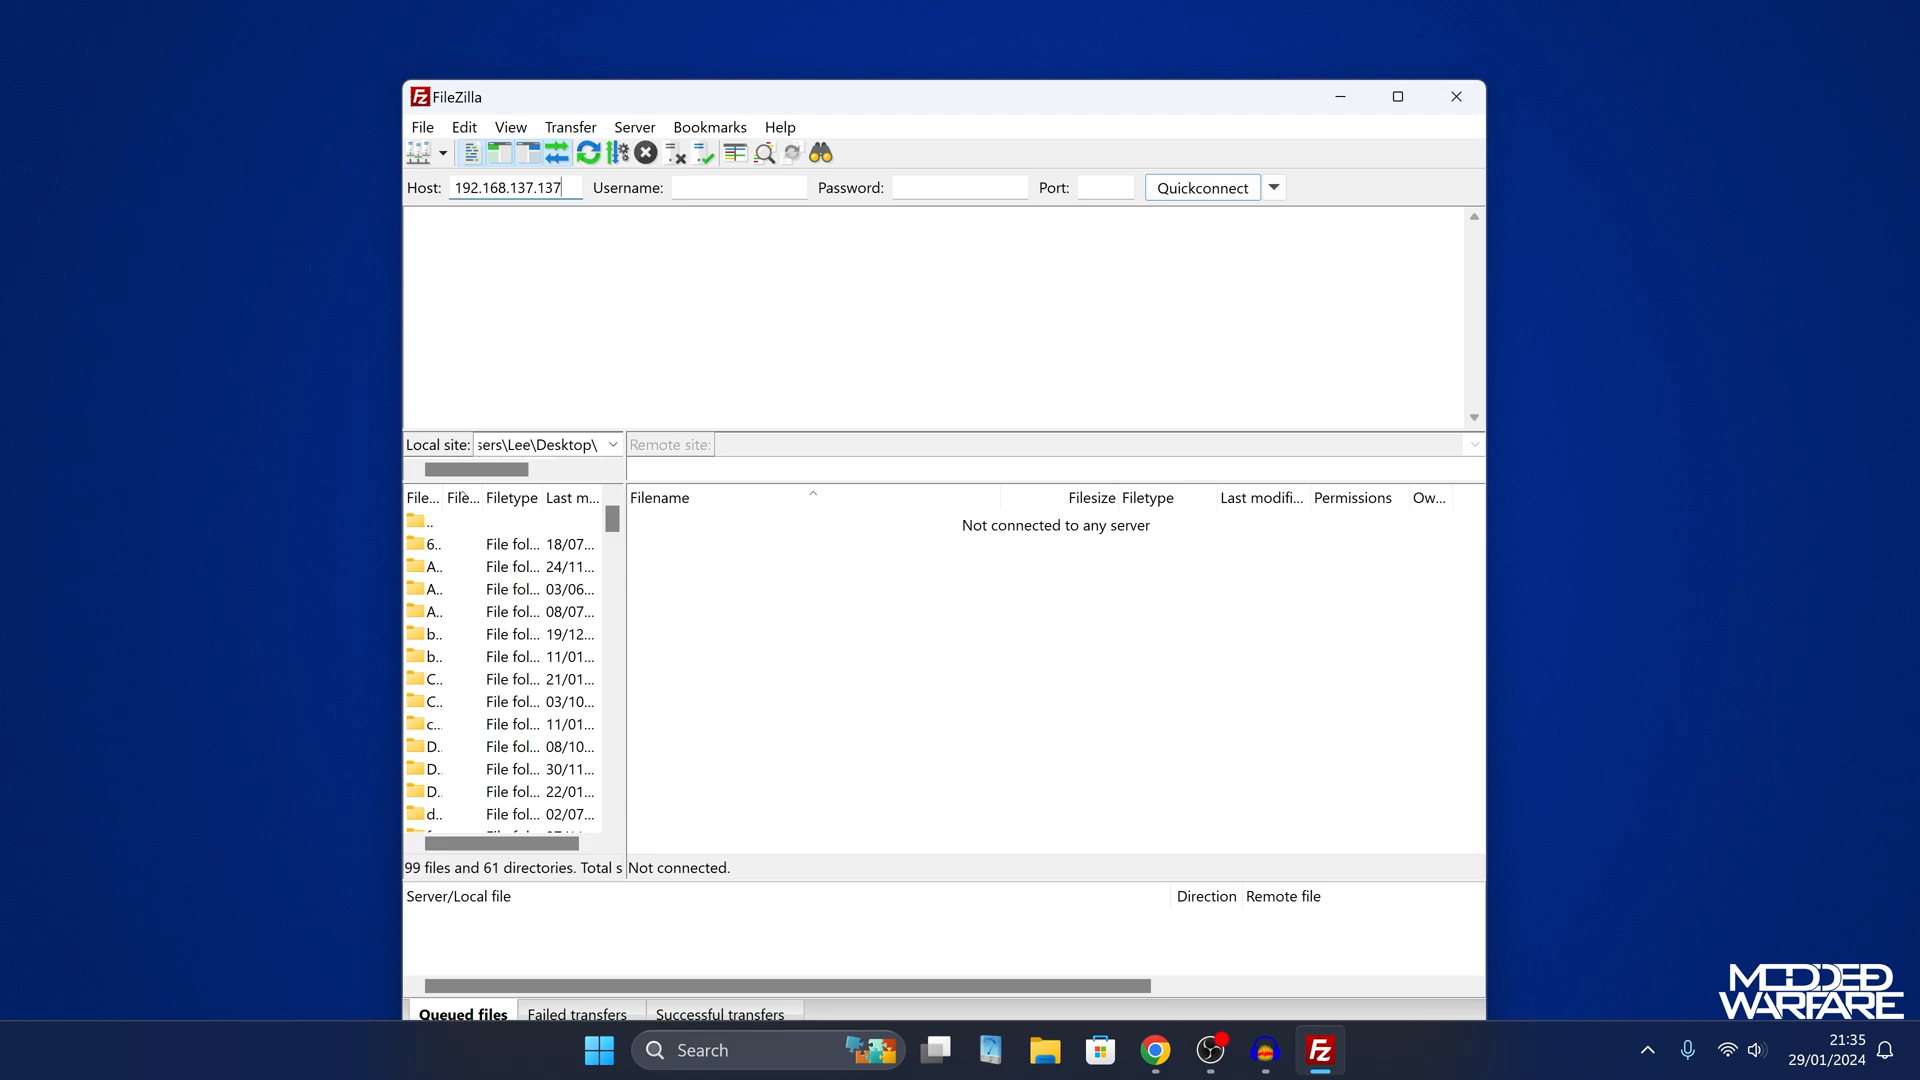 FileZilla
File Edit View Transfer Server Bookmarks Help
Host: 192.168.137.137 Username: Password: Port: Quickconnect
Local site: sers\Lee\Desktop\ Remote site:
File... File... Filetype Last m... Filename Filesize Filetype Last modifi... Permissions Ow...
..
Not connected to any server
6.. File fol... 18/07...
A.. File fol... 24/11...
A.. File fol... 03/06...
A.. File fol... 08/07...
b.. File fol... 19/12...
b.. File fol... 11/01...
C.. File fol... 21/01...
C.. File fol... 03/10...
c.. File fol... 11/01...
D. File fol... 08/10...
D. File fol... 30/11...
D. File fol... 22/01...
d.. File fol... 02/07...
99 files and 61 directories. Total s Not connected.
Server/Local file Direction Remote file
Queued files Failed transfers Successful transfers
MODDED
WARFARE
Search
21:35
29/01/2024